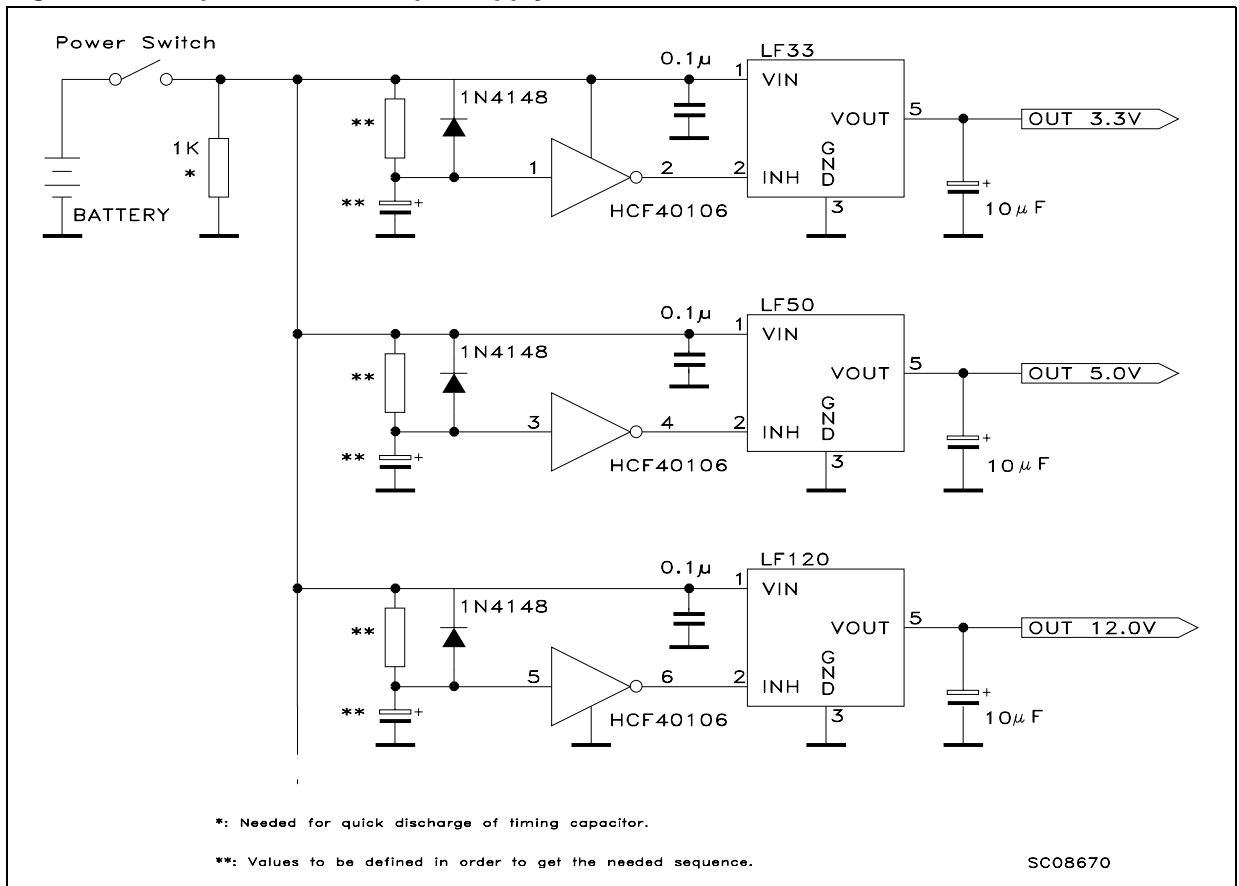 Power Switch
1K
*
BATTERY
**
**
1N4148
1
2
HCF40106
0.1μ
LF33
1
VIN
2
INH
VOUT
GND
3
5
10μF
+
+
OUT 3.3V
**
**
1N4148
3
4
HCF40106
0.1μ
LF50
1
VIN
2
INH
VOUT
GND
3
5
10μF
+
+
OUT 5.0V
**
**
1N4148
5
6
HCF40106
0.1μ
LF120
1
VIN
2
INH
VOUT
GND
3
5
10μF
+
+
OUT 12.0V
*: Needed for quick discharge of timing capacitor.
**: Values to be defined in order to get the needed sequence.
SC08670